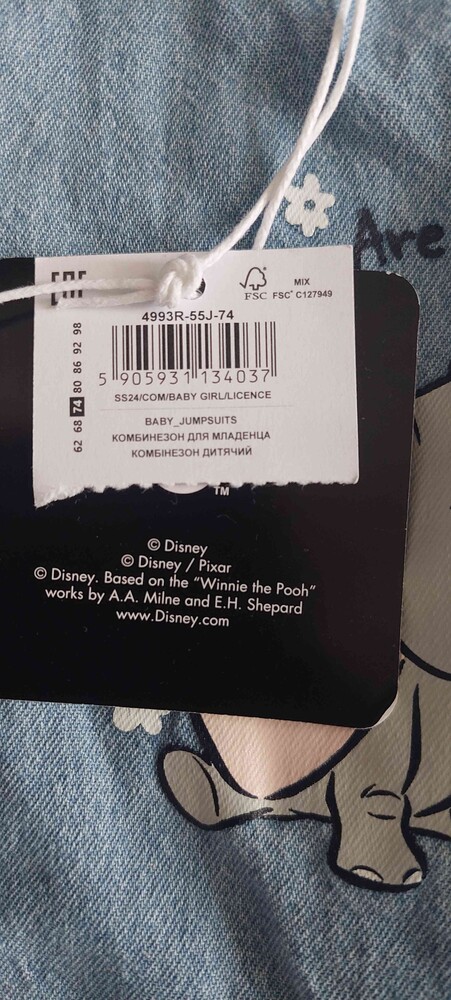 Are
EAC
MIX
FSC FSC® C127949
4993R-55J-74
62 68 74 80 86 92 98
5 905931 134037
SS24/COM/BABY GIRL/LICENCE
BABY_JUMPSUITS
КОМБИНЕЗОН ДЛЯ МЛАДЕНЦА
КОМБІНЕЗОН ДИТЯЧИЙ
TM
© Disney
© Disney / Pixar
© Disney. Based on the “Winnie the Pooh”
works by A.A. Milne and E.H. Shepard
www.Disney.com